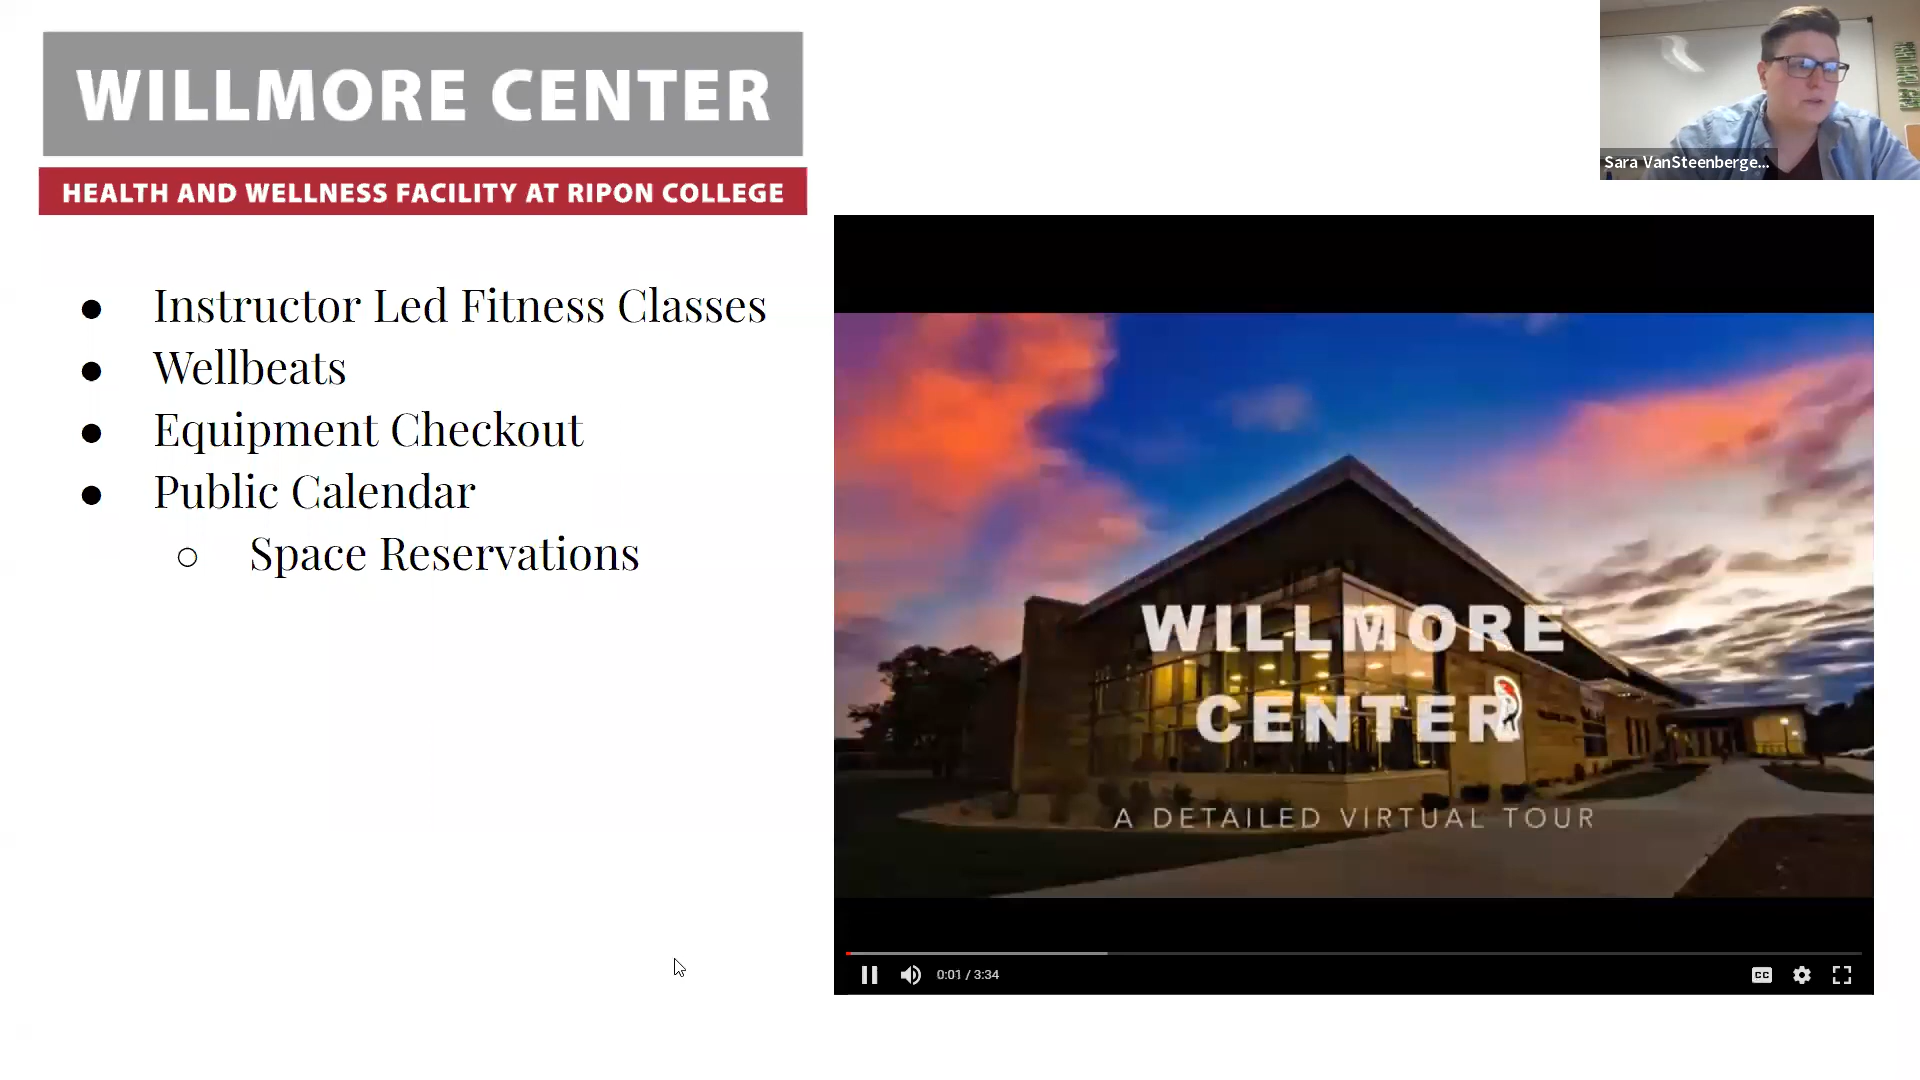 WILLMORE CENTER
HEALTH AND WELLNESS FACILITY AT RIPON COLLEGE
Sara VanSteenberge...
● Instructor Led Fitness Classes
● Wellbeats
● Equipment Checkout
● Public Calendar
○ Space Reservations
WILLMORE
CENTER
A DETAILED VIRTUAL TOUR
0:01 / 3:34
CC